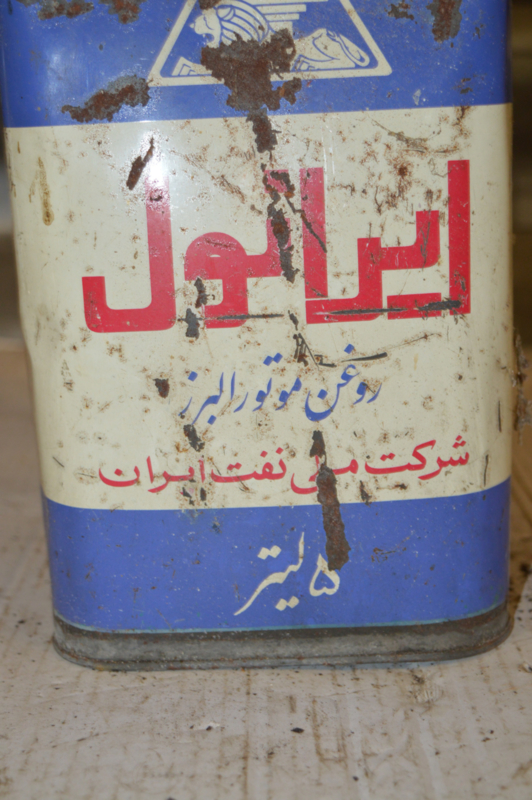 ایرانول
روغن موتور البرز
شرکت ملی نفت ایران
۵ لیتر